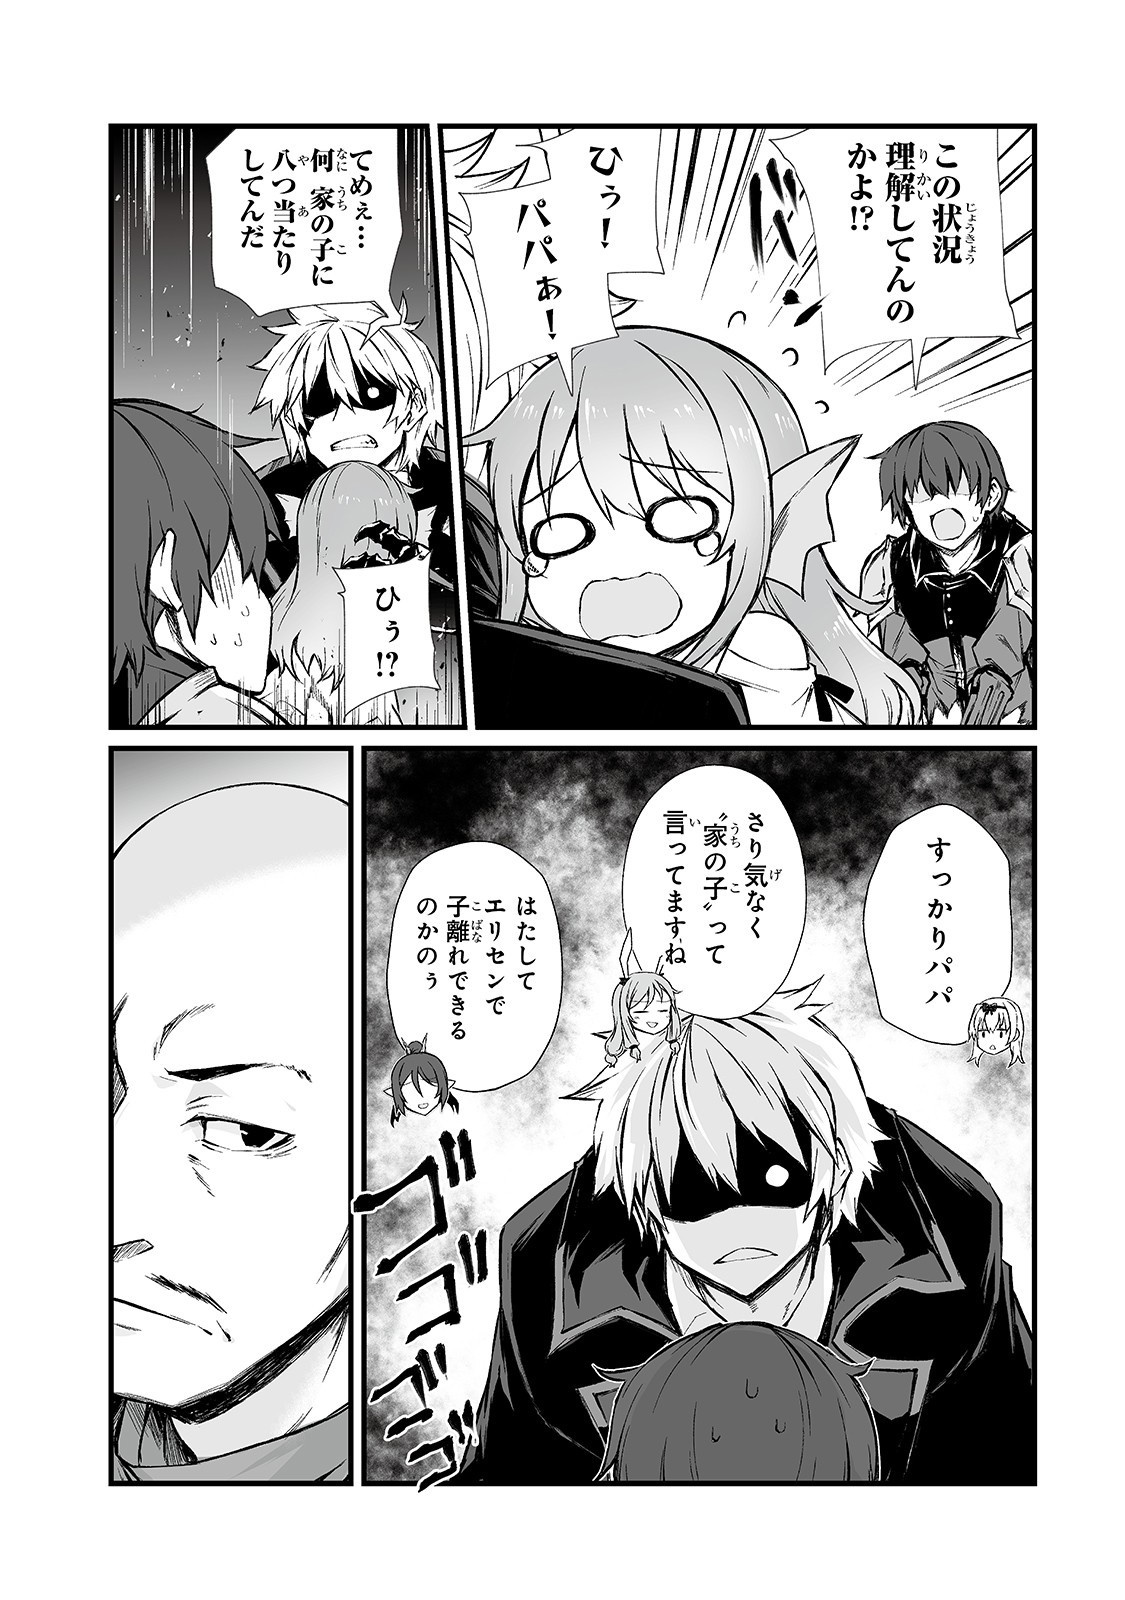 この状況
理解してんの
かよ!?
ドンッ
ひぅ!
パパぁ!
てめぇ…
何 家の子に
八つ当たり
してんだ
ひぅ!?
すっかりパパ
さり気なく
〝家の子〟って
言ってますね
はたして
エリセンで
子離れできる
のかのぅ
ゴゴゴゴ